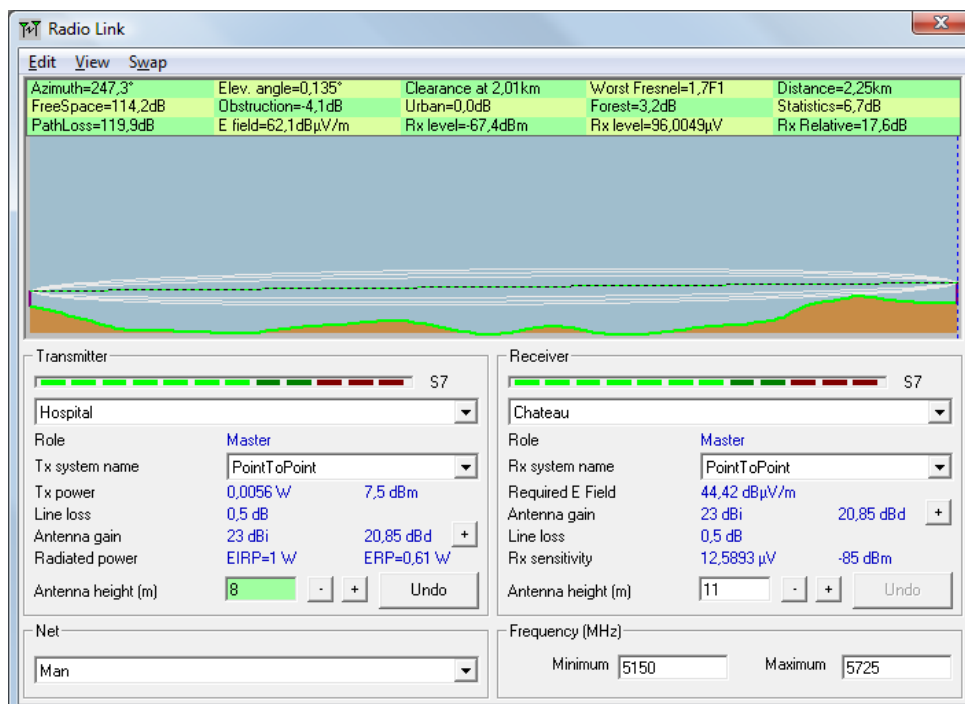 Radio Link
Edit View Swap
Azimuth=247,3° Elev. angle=0,135° Clearance at 2,01km Worst Fresnel=1,7F1 Distance=2,25km
FreeSpace=114,2dB Obstruction=-4,1dB Urban=0,0dB Forest=3,2dB Statistics=6,7dB
PathLoss=119,9dB E field=62,1dBµV/m Rx level=-67,4dBm Rx level=96,0049µV Rx Relative=17,6dB
Transmitter
S7
Hospital
Role Master
Tx system name PointToPoint
Tx power 0,0056 W 7,5 dBm
Line loss 0,5 dB
Antenna gain 23 dBi 20,85 dBd +
Radiated power EIRP=1 W ERP=0,61 W
Antenna height (m) 8 - + Undo
Net
Man
Receiver
S7
Chateau
Role Master
Rx system name PointToPoint
Required E Field 44,42 dBµV/m
Antenna gain 23 dBi 20,85 dBd +
Line loss 0,5 dB
Rx sensitivity 12,5893 µV -85 dBm
Antenna height (m) 11 - + Undo
Frequency (MHz)
Minimum 5150 Maximum 5725